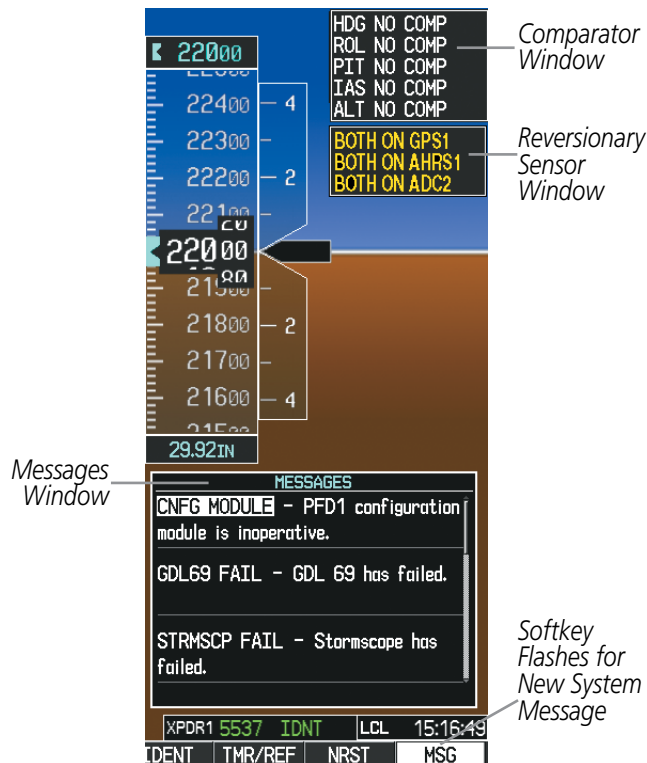 HDG NO COMP
ROL NO COMP
PIT NO COMP
IAS NO COMP
ALT NO COMP
Comparator
Window
BOTH ON GPS1
BOTH ON AHRS1
BOTH ON ADC2
Reversionary
Sensor
Window
22000
22400
4
22300
22200
2
22100
20
22000
80
21800
2
21700
21600
4
29.92IN
Messages
Window
MESSAGES
CNFG MODULE – PFD1 configuration
module is inoperative.
GDL69 FAIL – GDL 69 has failed.
STRMSCP FAIL – Stormscope has
failed.
Softkey
Flashes for
New System
Message
XPDR1 5537 IDNT LCL 15:16:49
IDENT TMR/REF NRST MSG